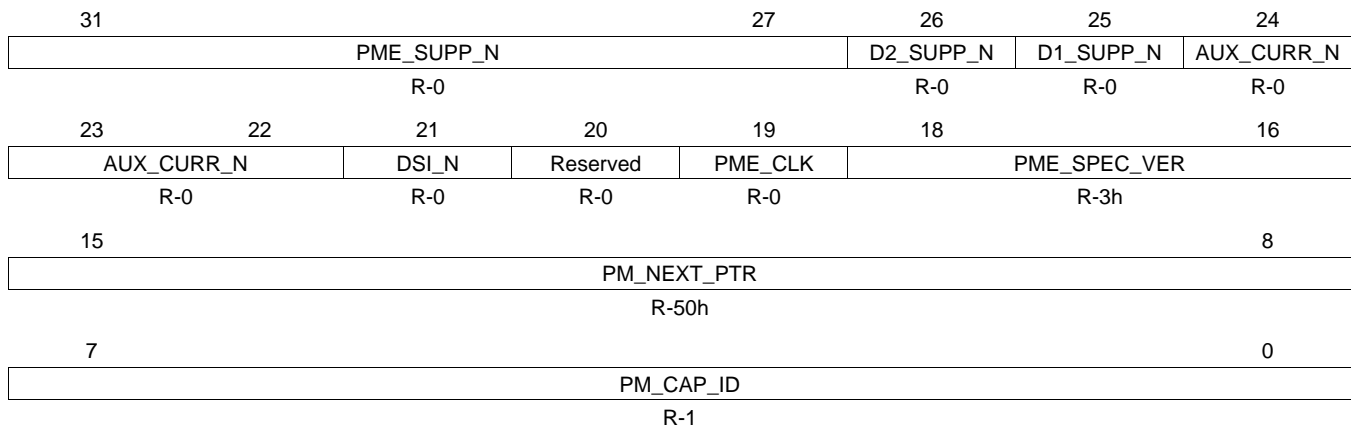 31 27 26 25 24
PME_SUPP_N D2_SUPP_N D1_SUPP_N AUX_CURR_N
R-0 R-0 R-0 R-0
23 22 21 20 19 18 16
AUX_CURR_N DSI_N Reserved PME_CLK PME_SPEC_VER
R-0 R-0 R-0 R-0 R-3h
15 8
PM_NEXT_PTR
R-50h
7 0
PM_CAP_ID
R-1